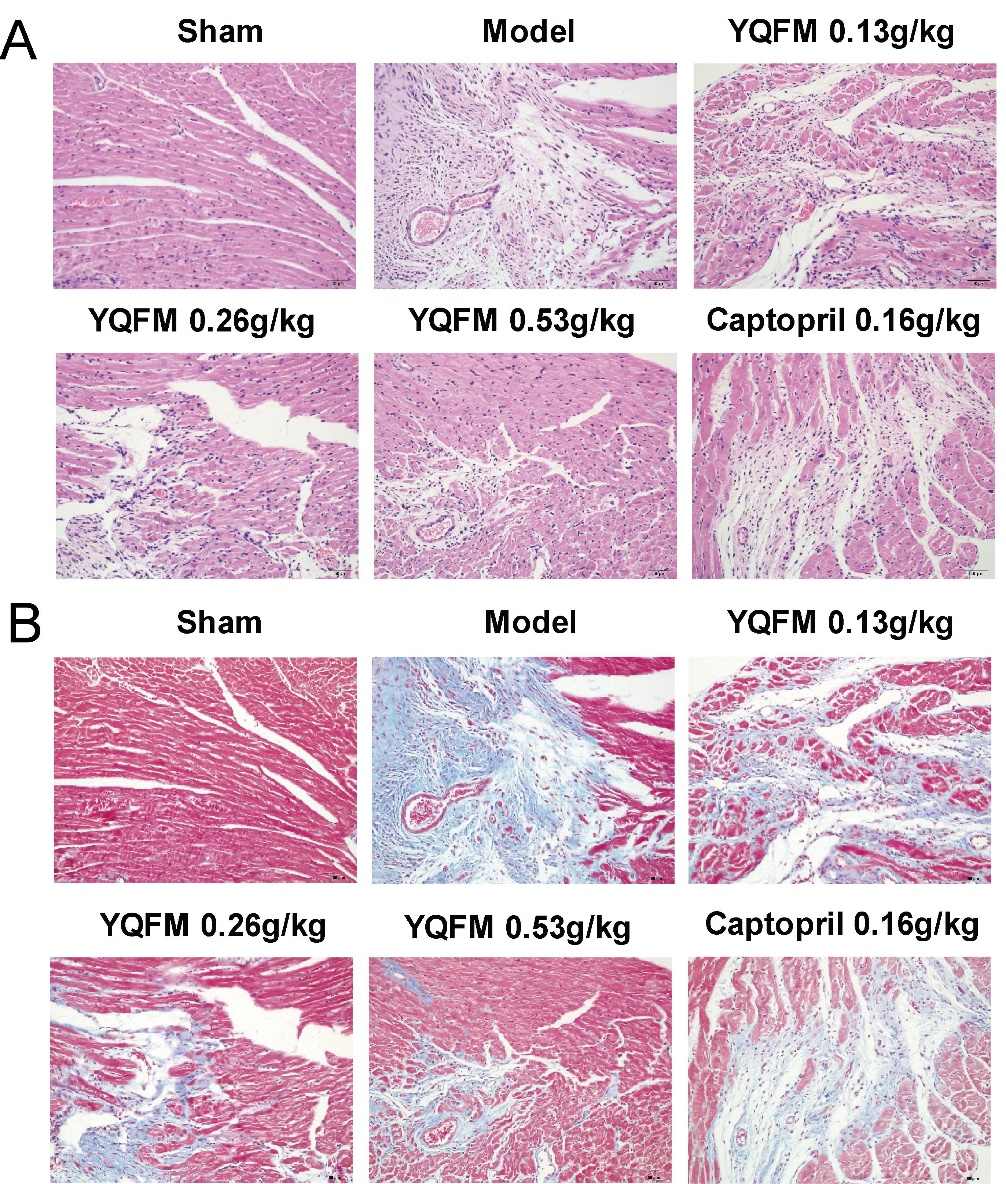 A
Sham Model YQFM 0.13g/kg
YQFM 0.26g/kg YQFM 0.53g/kg Captopril 0.16g/kg
B
Sham Model YQFM 0.13g/kg
YQFM 0.26g/kg YQFM 0.53g/kg Captopril 0.16g/kg